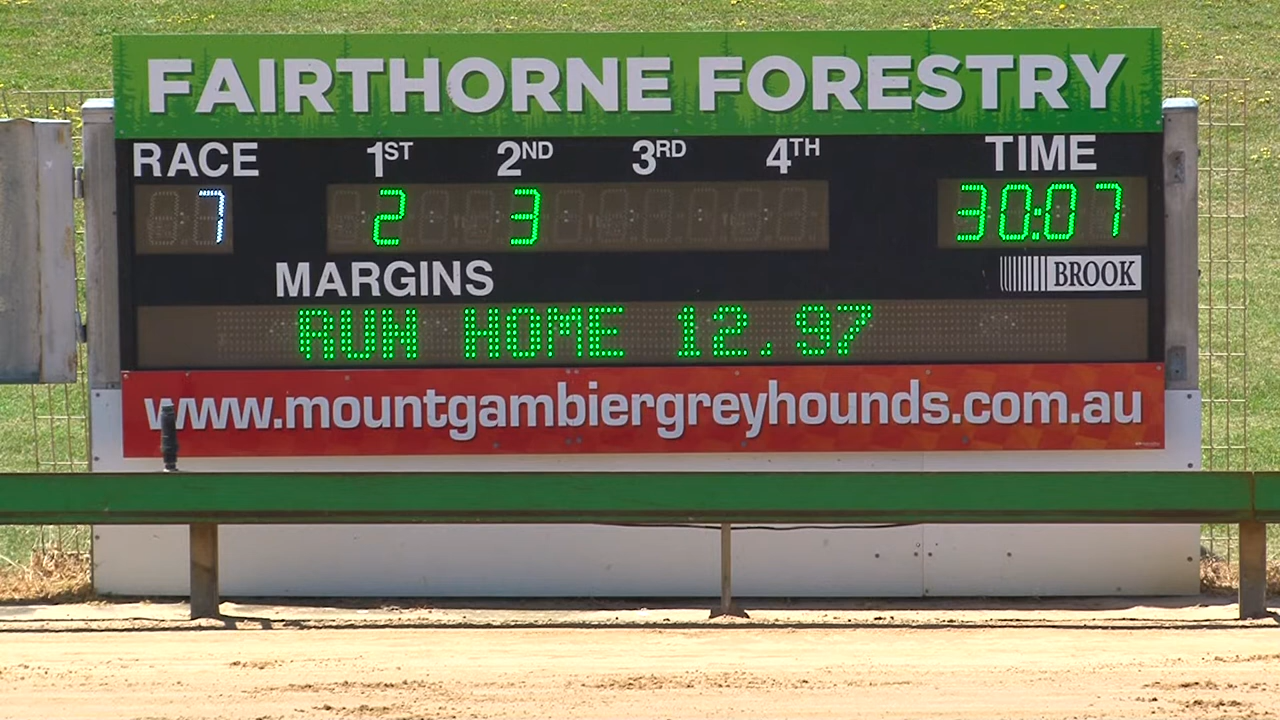 FAIRTHORNE FORESTRY
RACE 1ST 2ND 3RD 4TH TIME
7 2 3 30:07
MARGINS BROOK
RUN HOME 12.97
www.mountgambiergreyhounds.com.au